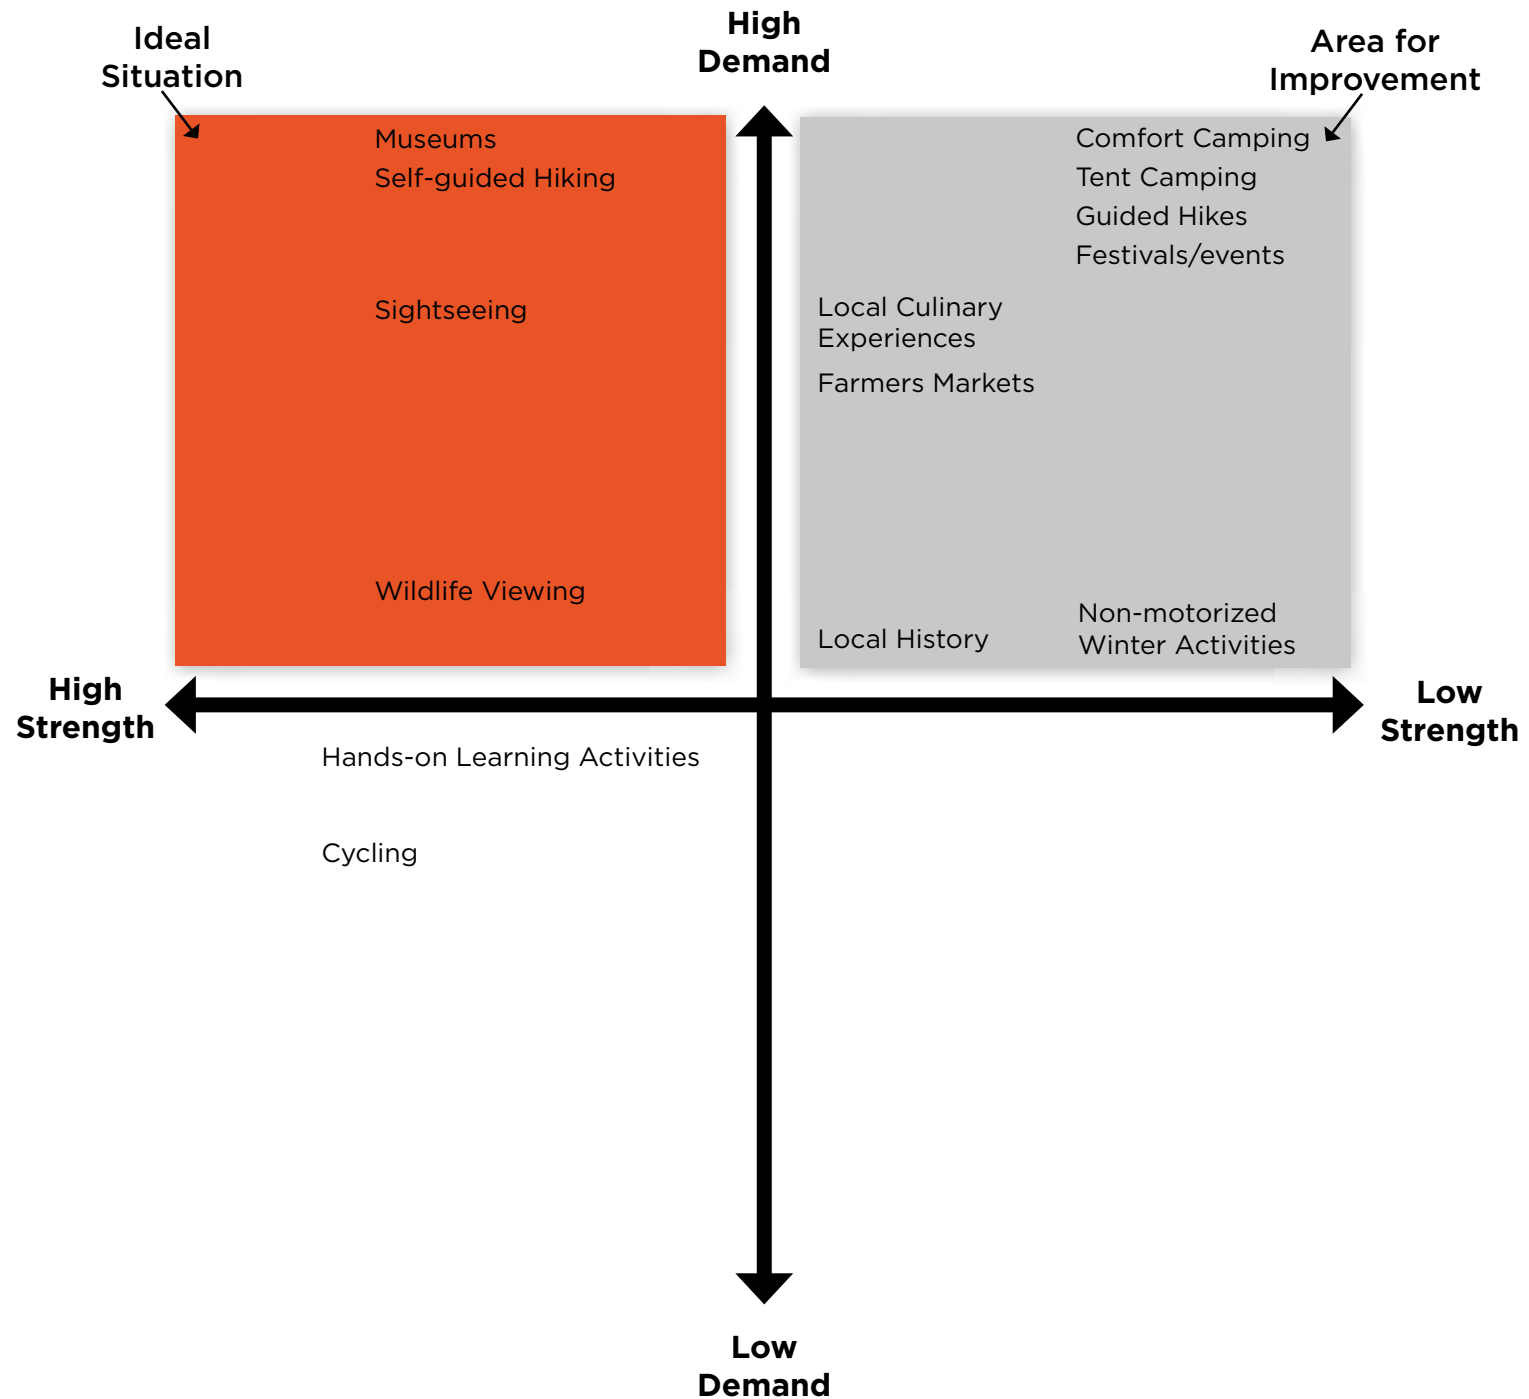 Ideal
Situation
High
Demand
Area for
Improvement
Museums
Self-guided Hiking
Sightseeing
Wildlife Viewing
Comfort Camping
Tent Camping
Guided Hikes
Festivals/events
Local Culinary
Experiences
Farmers Markets
Local History
Non-motorized
Winter Activities
High
Strength
Low
Strength
Hands-on Learning Activities
Cycling
Low
Demand